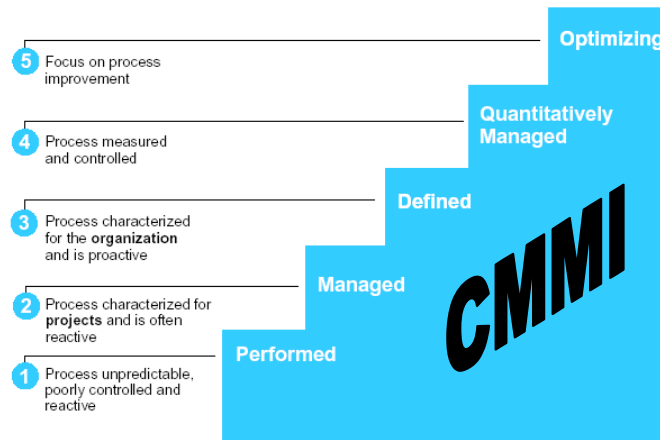 Optimizing
5
Focus on process
improvement
Quantitatively
Managed
4
Process measured
and controlled
Defined
3
Process characterized
for the organization
and is proactive
Managed
2
Process characterized for
projects and is often
reactive
Performed
1
Process unpredictable,
poorly controlled and
reactive
CMMI